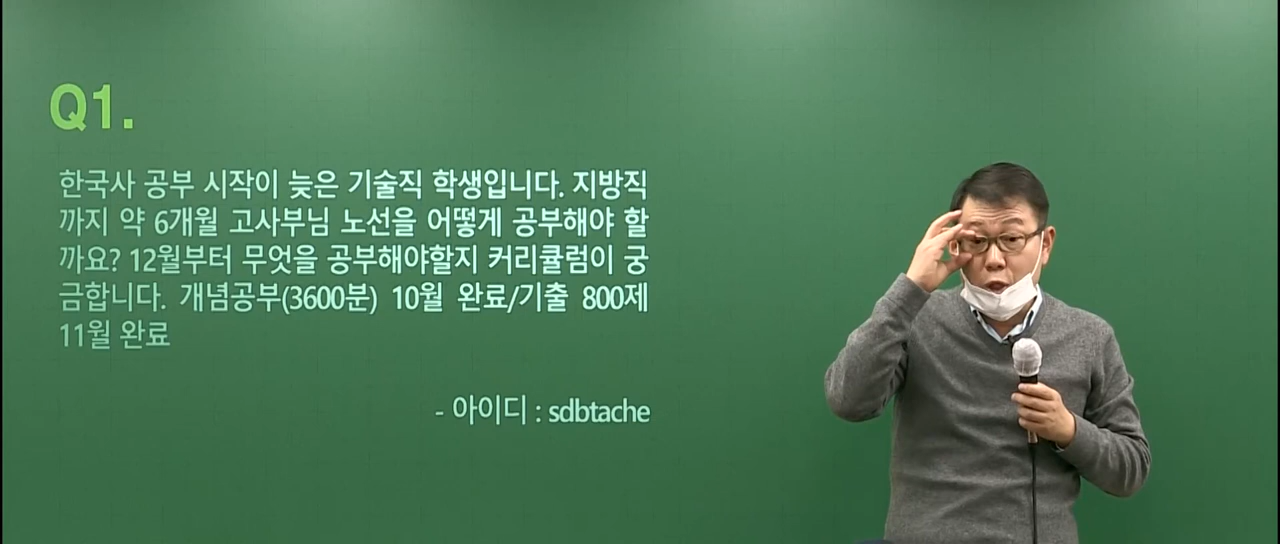 Q1.
한국사 공부 시작이 늦은 기술직 학생입니다. 지방직
까지 약 6개월 고사부님 노선을 어떻게 공부해야 할
까요? 12월부터 무엇을 공부해야할지 커리큘럼이 궁
금합니다. 개념공부(3600분) 10월 완료/기출 800제
11월 완료
- 아이디 : sdbtache